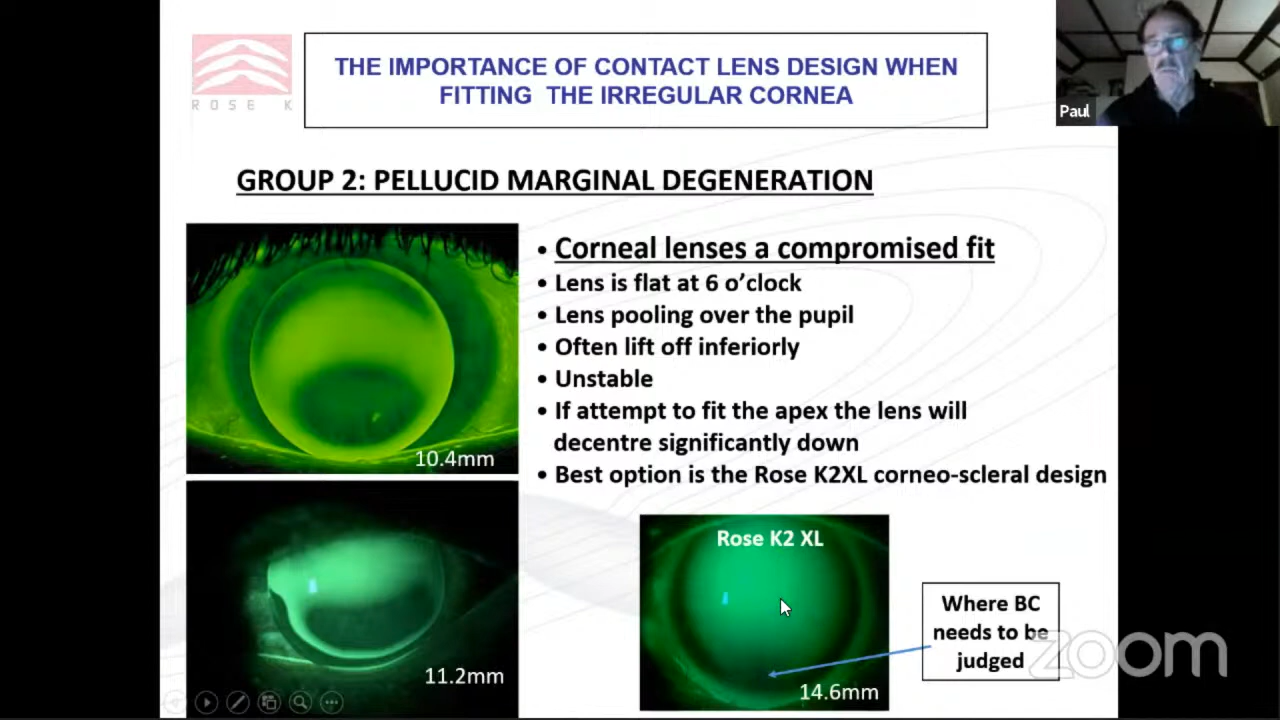 ROSE K
THE IMPORTANCE OF CONTACT LENS DESIGN WHEN
FITTING THE IRREGULAR CORNEA
Paul
GROUP 2: PELLUCID MARGINAL DEGENERATION
• Corneal lenses a compromised fit
• Lens is flat at 6 o’clock
• Lens pooling over the pupil
• Often lift off inferiorly
• Unstable
• If attempt to fit the apex the lens will
decentre significantly down
• Best option is the Rose K2XL corneo-scleral design
10.4mm
11.2mm
Rose K2 XL
14.6mm
Where BC
needs to be
judged
zoom